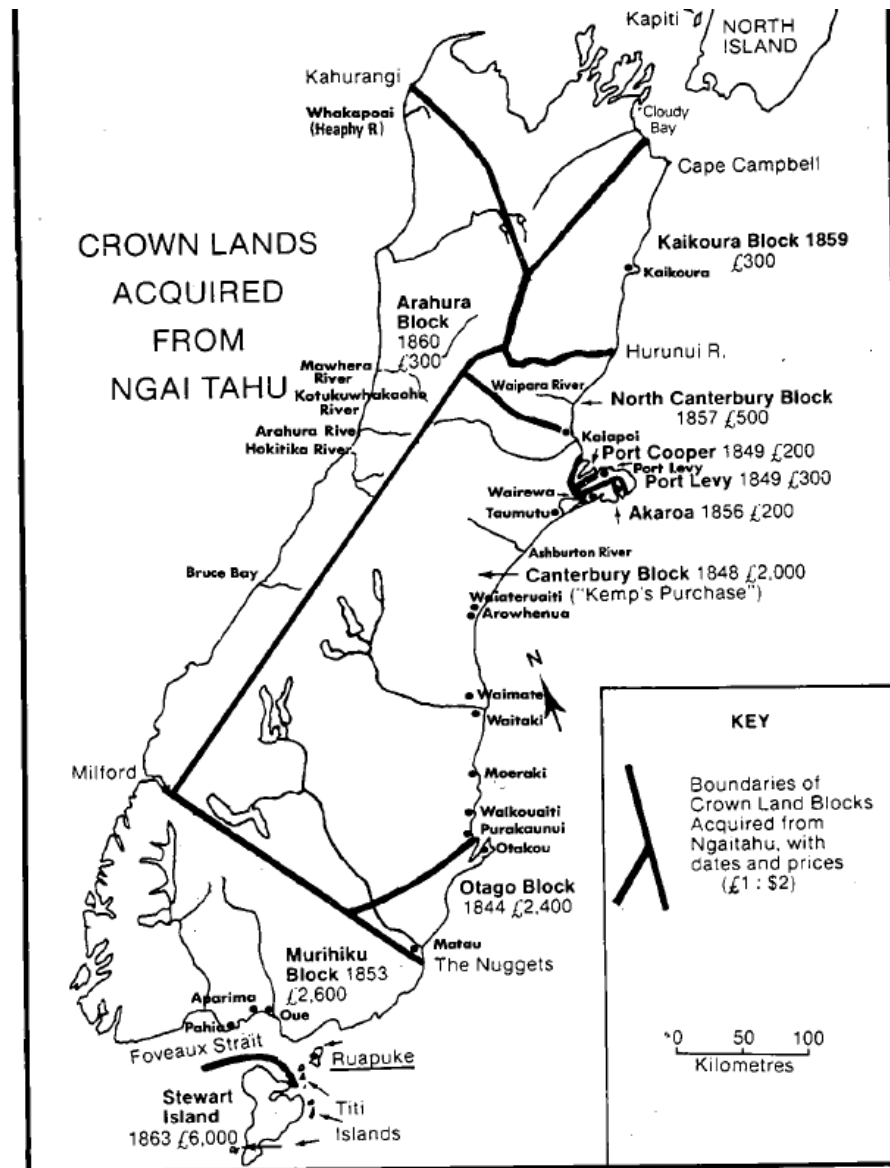 Kapiti
NORTH
ISLAND
Kahurangi
Whakapoai
(Heaphy R)
Cloudy
Bay
Cape Campbell
CROWN LANDS
ACQUIRED
FROM
NGAI TAHU
Kaikoura Block 1859
£300
Kaikoura
Arahura
Block
1860
£300
Hurunui R.
Mawhera
River
Kotukuwhakaoho
River
Waipara River
North Canterbury Block
1857 £500
Arahura River
Hokitika River
Kaiapoi
Port Cooper 1849 £200
Port Levy
Port Levy 1849 £300
Wairewa
Taumutu
Akaroa 1856 £200
Ashburton River
Bruce Bay
Canterbury Block 1848 £2,000
Waiateruaiti ("Kemp's Purchase")
Arowhenua
N
Waimate
Waitaki
KEY
Milford
Moeraki
Boundaries of
Crown Land Blocks
Acquired from
Ngaitahu, with
dates and prices
(£1 : $2)
Waikouaiti
Purakaunui
Otakou
Otago Block
1844 £2,400
Matau
The Nuggets
Murihiku
Block 1853
£2,600
Aparima
Oue
Pahia
Foveaux Strait
Ruapuke
0 50 100
Kilometres
Stewart
Island
1863 £6,000
Titi
Islands